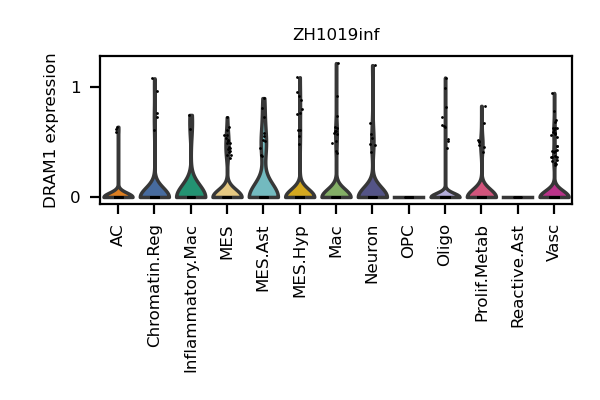 ZH1019inf
DRAM1 expression
1
0
AC
Chromatin.Reg
Inflammatory.Mac
MES
MES.Ast
MES.Hyp
Mac
Neuron
OPC
Oligo
Prolif.Metab
Reactive.Ast
Vasc